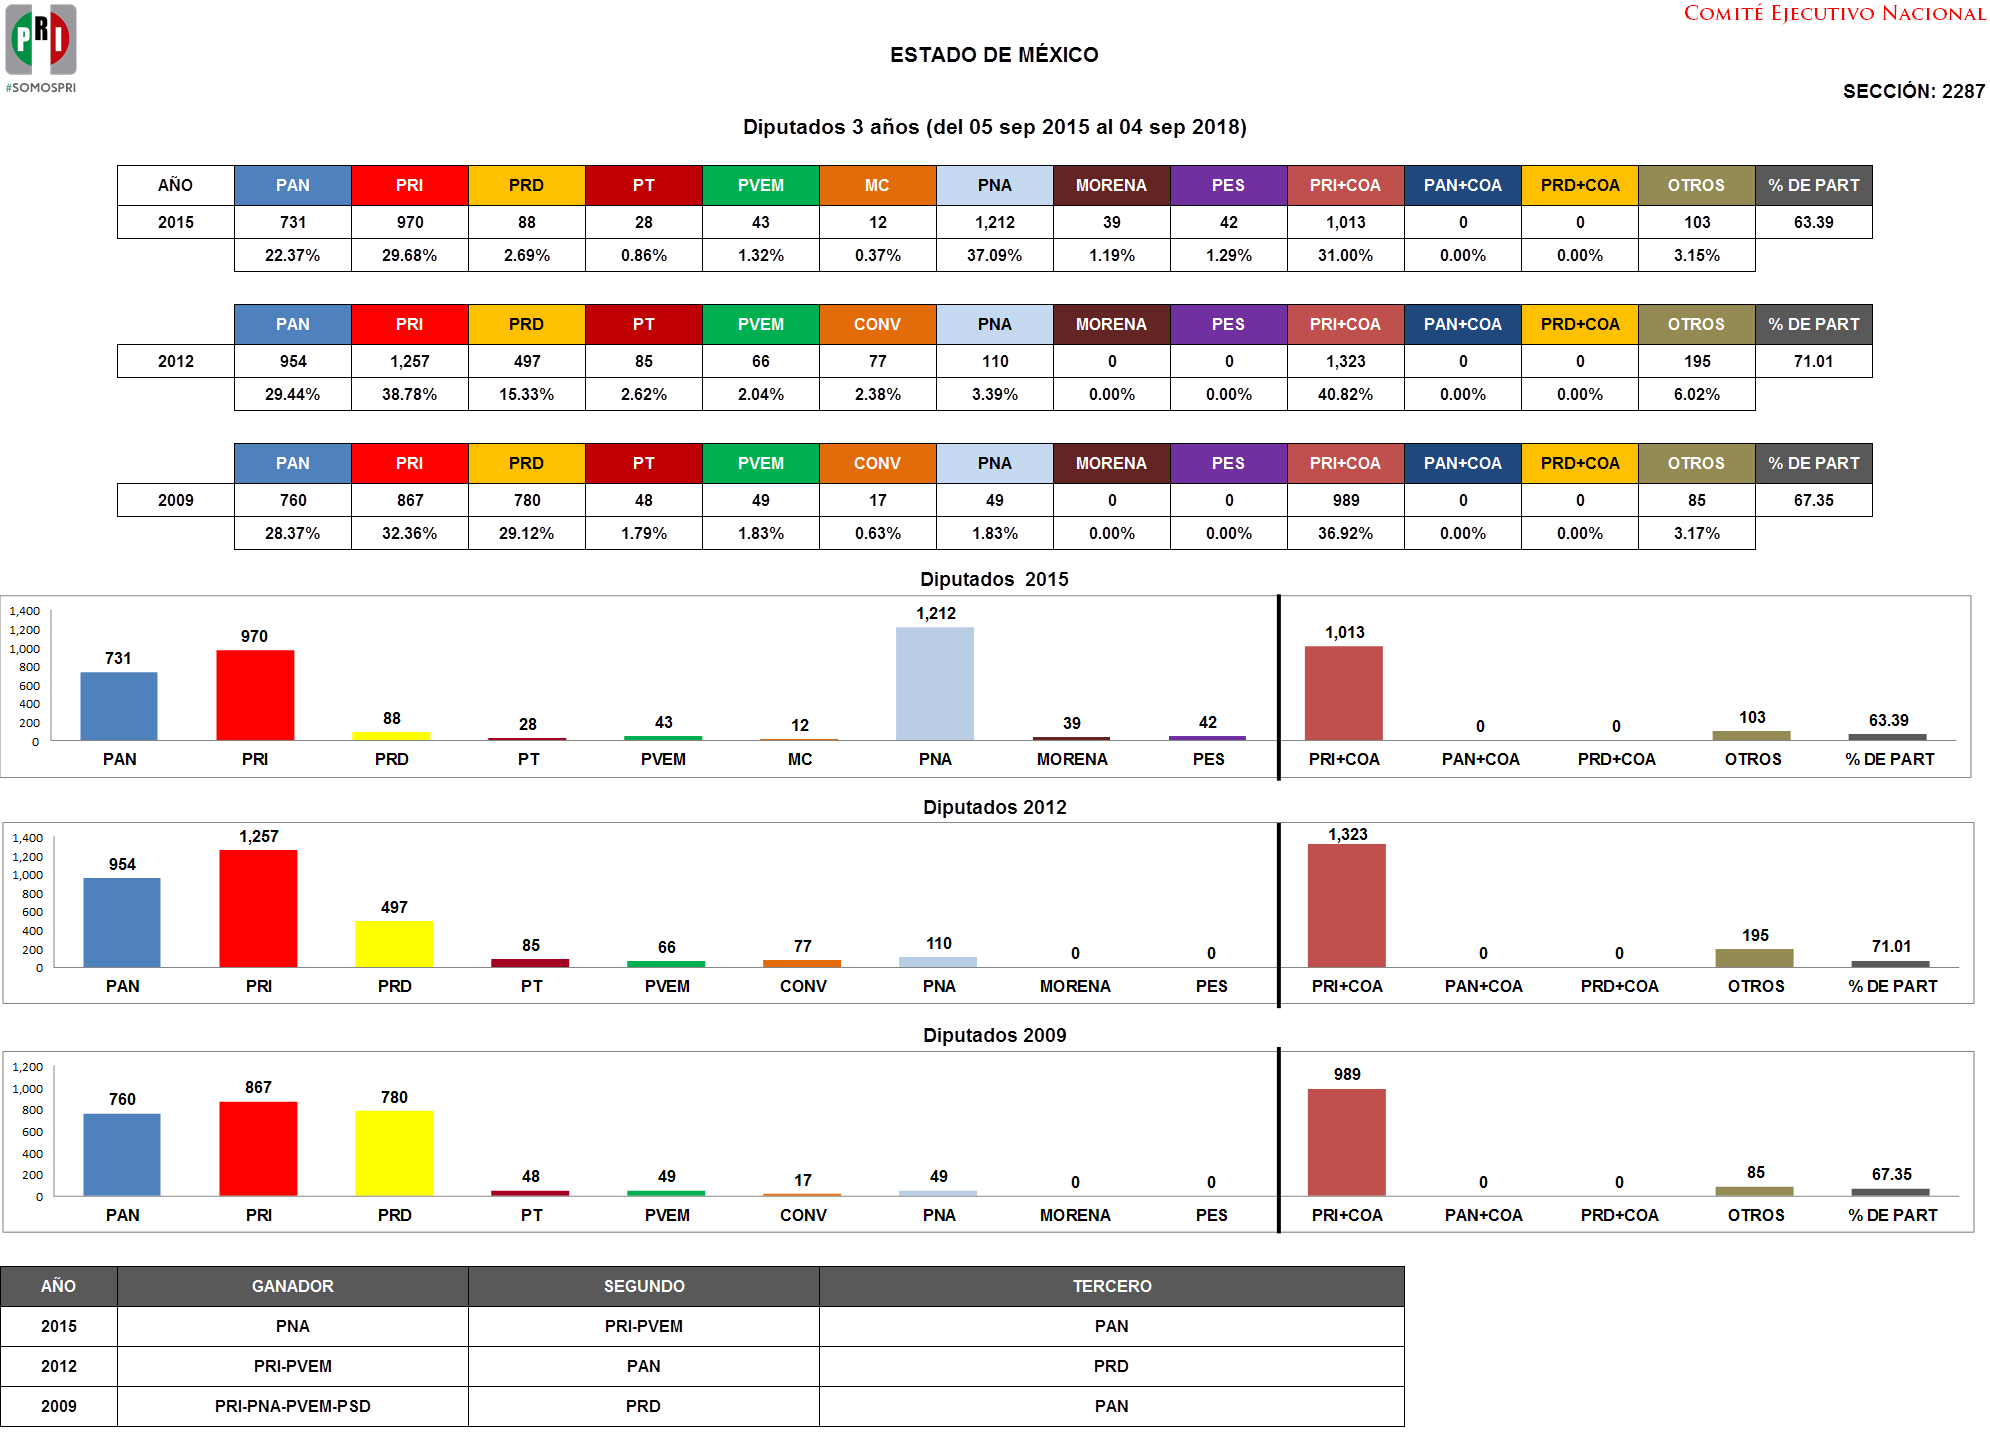 PRI
#SOMOSPRI
COMITÉ EJECUTIVO NACIONAL
ESTADO DE MÉXICO
SECCIÓN: 2287
Diputados 3 años (del 05 sep 2015 al 04 sep 2018)
AÑO PAN PRI PRD PT PVEM MC PNA MORENA PES PRI+COA PAN+COA PRD+COA OTROS % DE PART
2015 731 970 88 28 43 12 1,212 39 42 1,013 0 0 103 63.39
22.37% 29.68% 2.69% 0.86% 1.32% 0.37% 37.09% 1.19% 1.29% 31.00% 0.00% 0.00% 3.15%
PAN PRI PRD PT PVEM CONV PNA MORENA PES PRI+COA PAN+COA PRD+COA OTROS % DE PART
2012 954 1,257 497 85 66 77 110 0 0 1,323 0 0 195 71.01
29.44% 38.78% 15.33% 2.62% 2.04% 2.38% 3.39% 0.00% 0.00% 40.82% 0.00% 0.00% 6.02%
PAN PRI PRD PT PVEM CONV PNA MORENA PES PRI+COA PAN+COA PRD+COA OTROS % DE PART
2009 760 867 780 48 49 17 49 0 0 989 0 0 85 67.35
28.37% 32.36% 29.12% 1.79% 1.83% 0.63% 1.83% 0.00% 0.00% 36.92% 0.00% 0.00% 3.17%
Diputados 2015
1,400
1,200
1,000
800
600
400
200
0
731 970 88 28 43 12 1,212 39 42 1,013 0 0 103 63.39
PAN PRI PRD PT PVEM MC PNA MORENA PES PRI+COA PAN+COA PRD+COA OTROS % DE PART
Diputados 2012
1,400
1,200
1,000
800
600
400
200
0
954 1,257 497 85 66 77 110 0 0 1,323 0 0 195 71.01
PAN PRI PRD PT PVEM CONV PNA MORENA PES PRI+COA PAN+COA PRD+COA OTROS % DE PART
Diputados 2009
1,200
1,000
800
600
400
200
0
760 867 780 48 49 17 49 0 0 989 0 0 85 67.35
PAN PRI PRD PT PVEM CONV PNA MORENA PES PRI+COA PAN+COA PRD+COA OTROS % DE PART
AÑO GANADOR SEGUNDO TERCERO
2015 PNA PRI-PVEM PAN
2012 PRI-PVEM PAN PRD
2009 PRI-PNA-PVEM-PSD PRD PAN